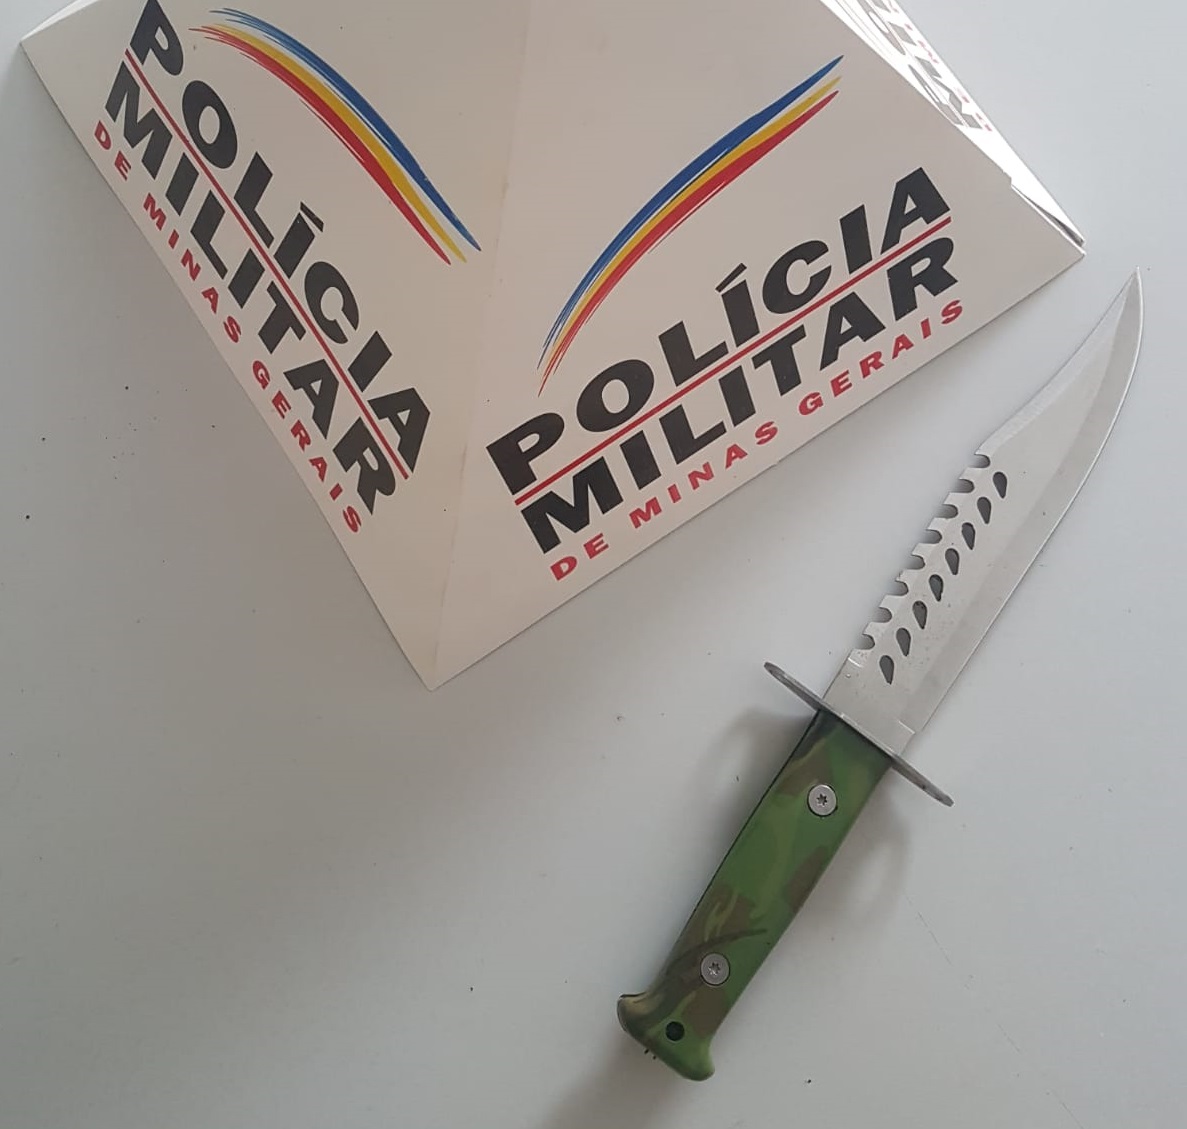 POLÍCIA
MILITAR
DE MINAS GERAIS
POLÍCIA
MILITAR
DE MINAS GERAIS